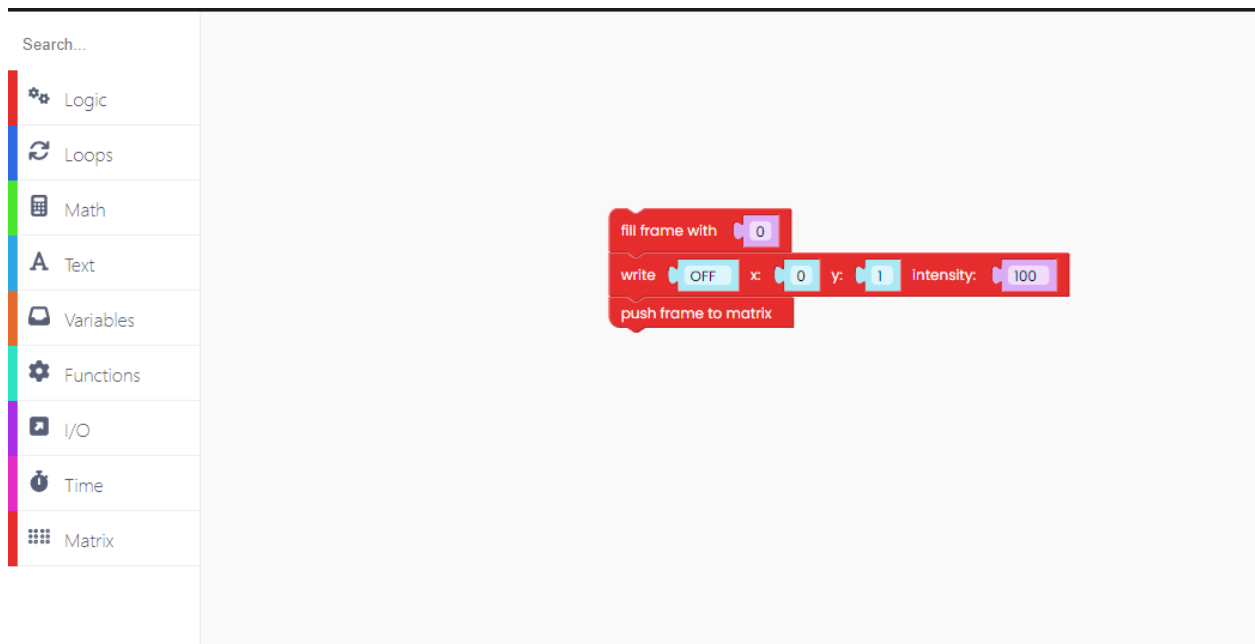 Search...
Logic
Loops
Math
Text
Variables
Functions
I/O
Time
Matrix
fill frame with 0
write OFF x: 0 y: 1 intensity: 100
push frame to matrix